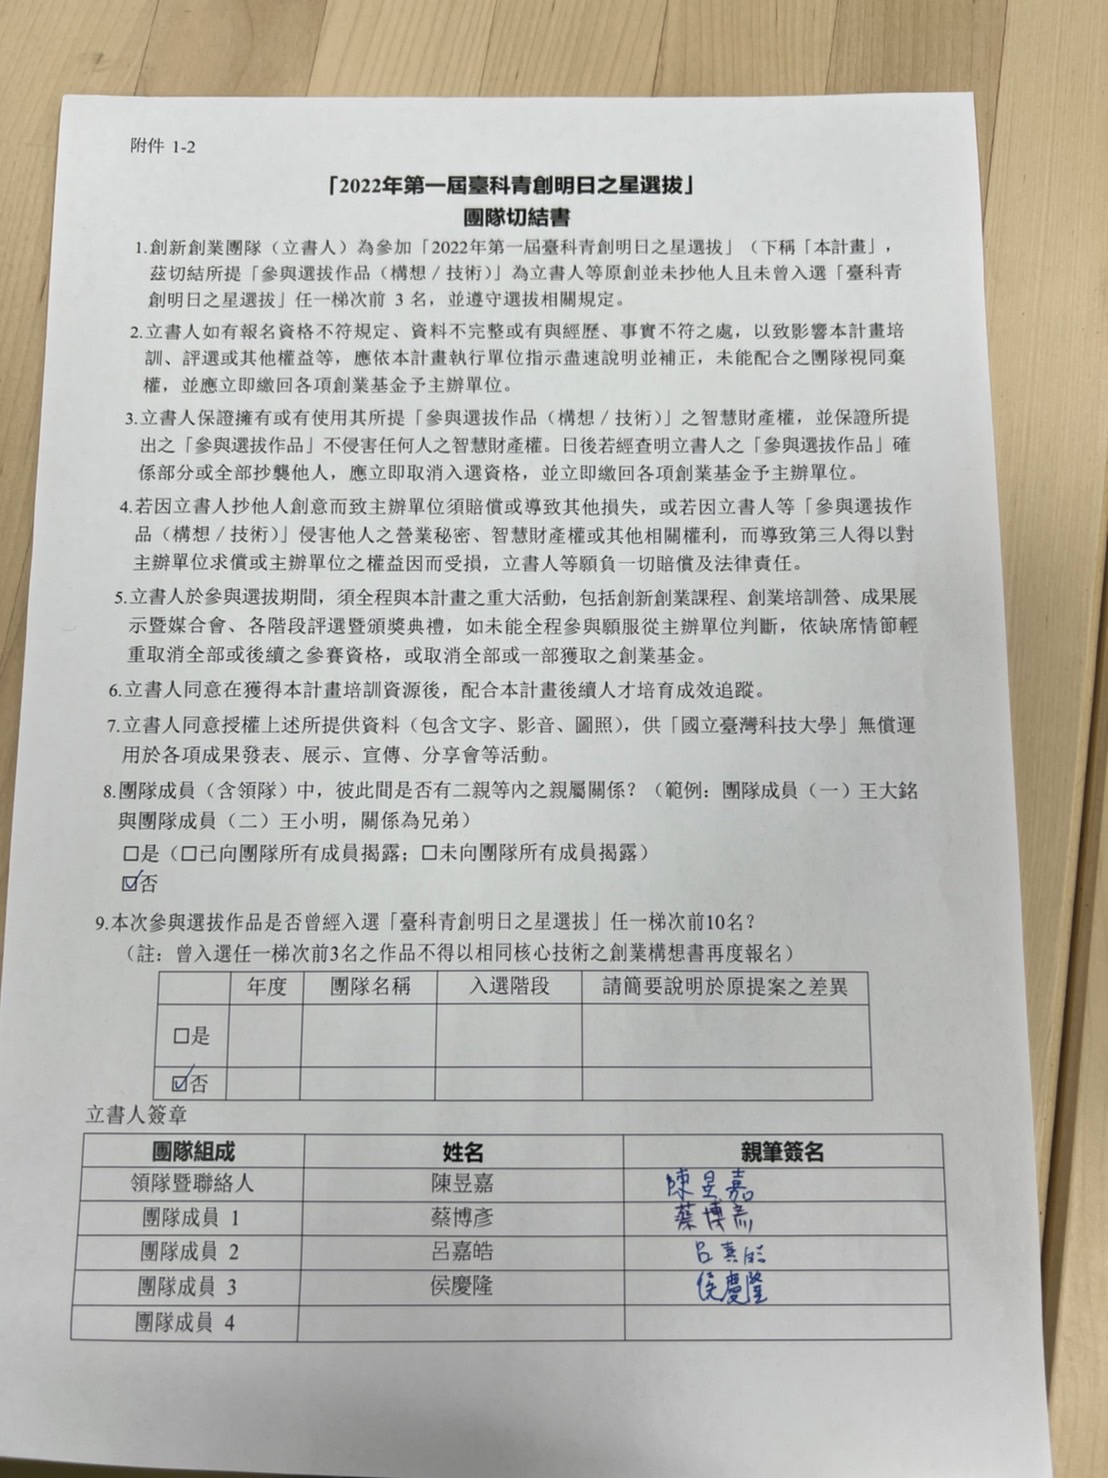 附件 1-2
「2022年第一屆臺科青創明日之星選拔」
團隊切結書
1.創新創業團隊（立書人）為參加「2022年第一屆臺科青創明日之星選拔」（下稱「本計畫」，
茲切結所提「參與選拔作品（構想 / 技術）」為立書人等原創並未抄他人且未曾入選「臺科青
創明日之星選拔」任一梯次前 3 名，並遵守選拔相關規定。
2.立書人如有報名資格不符規定、資料不完整或有與經歷、事實不符之處，以致影響本計畫培
訓、評選或其他權益等，應依本計畫執行單位指示盡速說明並補正，未能配合之團隊視同棄
權，並應立即繳回各項創業基金予主辦單位。
3.立書人保證擁有或有使用其所提「參與選拔作品（構想 / 技術）」之智慧財產權，並保證所提
出之「參與選拔作品」不侵害任何人之智慧財產權。日後若經查明立書人之「參與選拔作品」確
係部分或全部抄襲他人，應立即取消入選資格，並立即繳回各項創業基金予主辦單位。
4.若因立書人抄他人創意而致主辦單位須賠償或導致其他損失，或若因立書人等「參與選拔作
品（構想 / 技術）」侵害他人之營業秘密、智慧財產權或其他相關權利，而導致第三人得以對
主辦單位求償或主辦單位之權益因而受損，立書人等願負一切賠償及法律責任。
5.立書人於參與選拔期間，須全程與本計畫之重大活動，包括創新創業課程、創業培訓營、成果展
示暨媒合會、各階段評選暨頒獎典禮，如未能全程參與願服從主辦單位判斷，依缺席情節輕
重取消全部或後續之參賽資格，或取消全部或一部獲取之創業基金。
6.立書人同意在獲得本計畫培訓資源後，配合本計畫後續人才培育成效追蹤。
7.立書人同意授權上述所提供資料（包含文字、影音、圖照），供「國立臺灣科技大學」無償運
用於各項成果發表、展示、宣傳、分享會等活動。
8.團隊成員（含領隊）中，彼此間是否有二親等內之親屬關係？（範例：團隊成員（一）王大銘
與團隊成員（二）王小明，關係為兄弟）
☐是（☐已向團隊所有成員揭露；☐未向團隊所有成員揭露）
☑否
9.本次參與選拔作品是否曾經入選「臺科青創明日之星選拔」任一梯次前10名？
（註：曾入選任一梯次前3名之作品不得以相同核心技術之創業構想書再度報名）
年度 團隊名稱 入選階段 請簡要說明於原提案之差異
☐是
☑否
立書人簽章
團隊組成 姓名 親筆簽名
領隊暨聯絡人 陳昱嘉 陳昱嘉
團隊成員 1 蔡博彥 蔡博彥
團隊成員 2 呂嘉皓 呂嘉皓
團隊成員 3 侯慶隆 侯慶隆
團隊成員 4